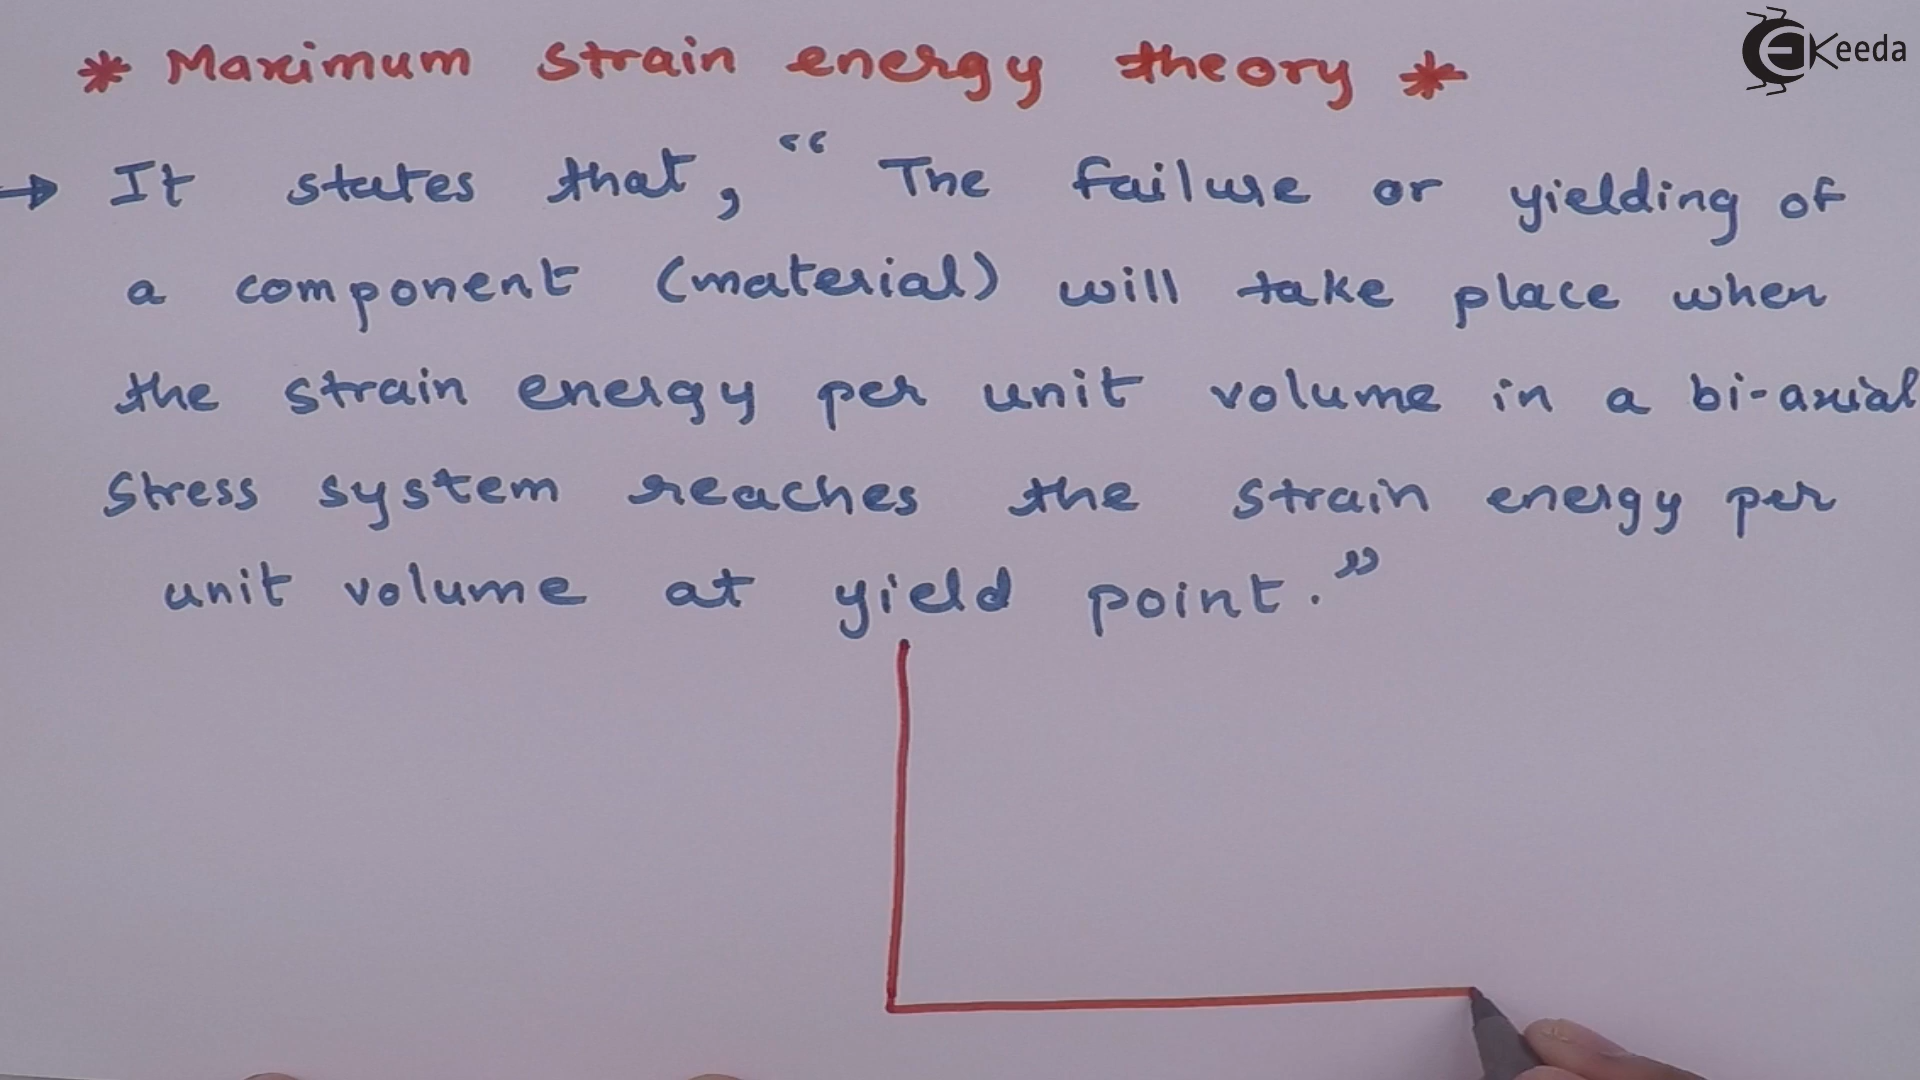 * Maximum strain energy theory *
EKeeda
→ It states that, “ The failure or yielding of
a component (material) will take place when
the strain energy per unit volume in a bi-axial
Stress system reaches the strain energy per
unit volume at yield point. ”